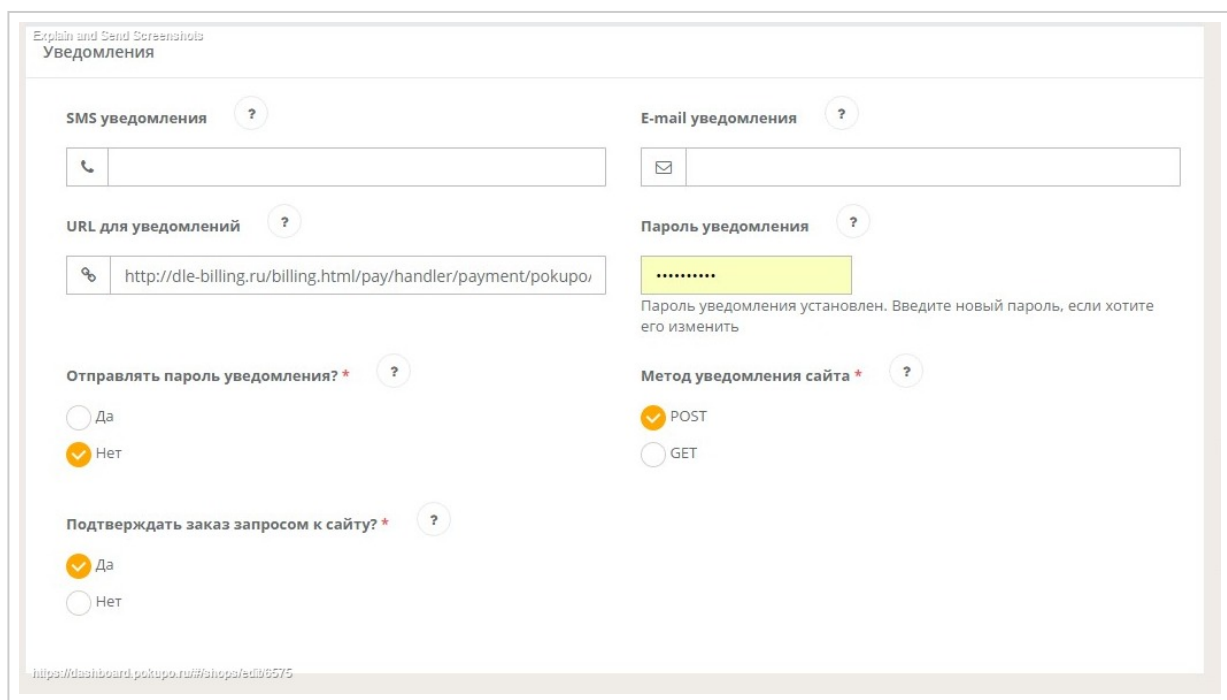 Explain and Send Screenshots
Уведомления
SMS уведомления ?
E-mail уведомления ?
URL для уведомлений ?
Пароль уведомления ?
http://dle-billing.ru/billing.html/pay/handler/payment/pokupo/
••••••••••
Пароль уведомления установлен. Введите новый пароль, если хотите
его изменить
Отправлять пароль уведомления? * ?
Метод уведомления сайта * ?
Да
POST
Нет
GET
Подтверждать заказ запросом к сайту? * ?
Да
Нет
https://dashboard.pokupo.ru/#/shops/edit/6575